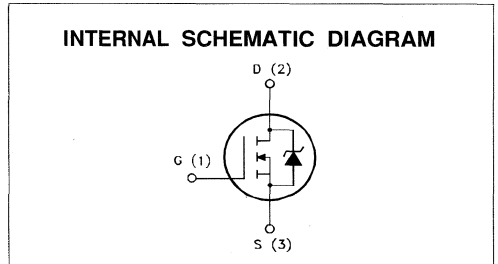 INTERNAL SCHEMATIC DIAGRAM
D (2)
G (1)
S (3)